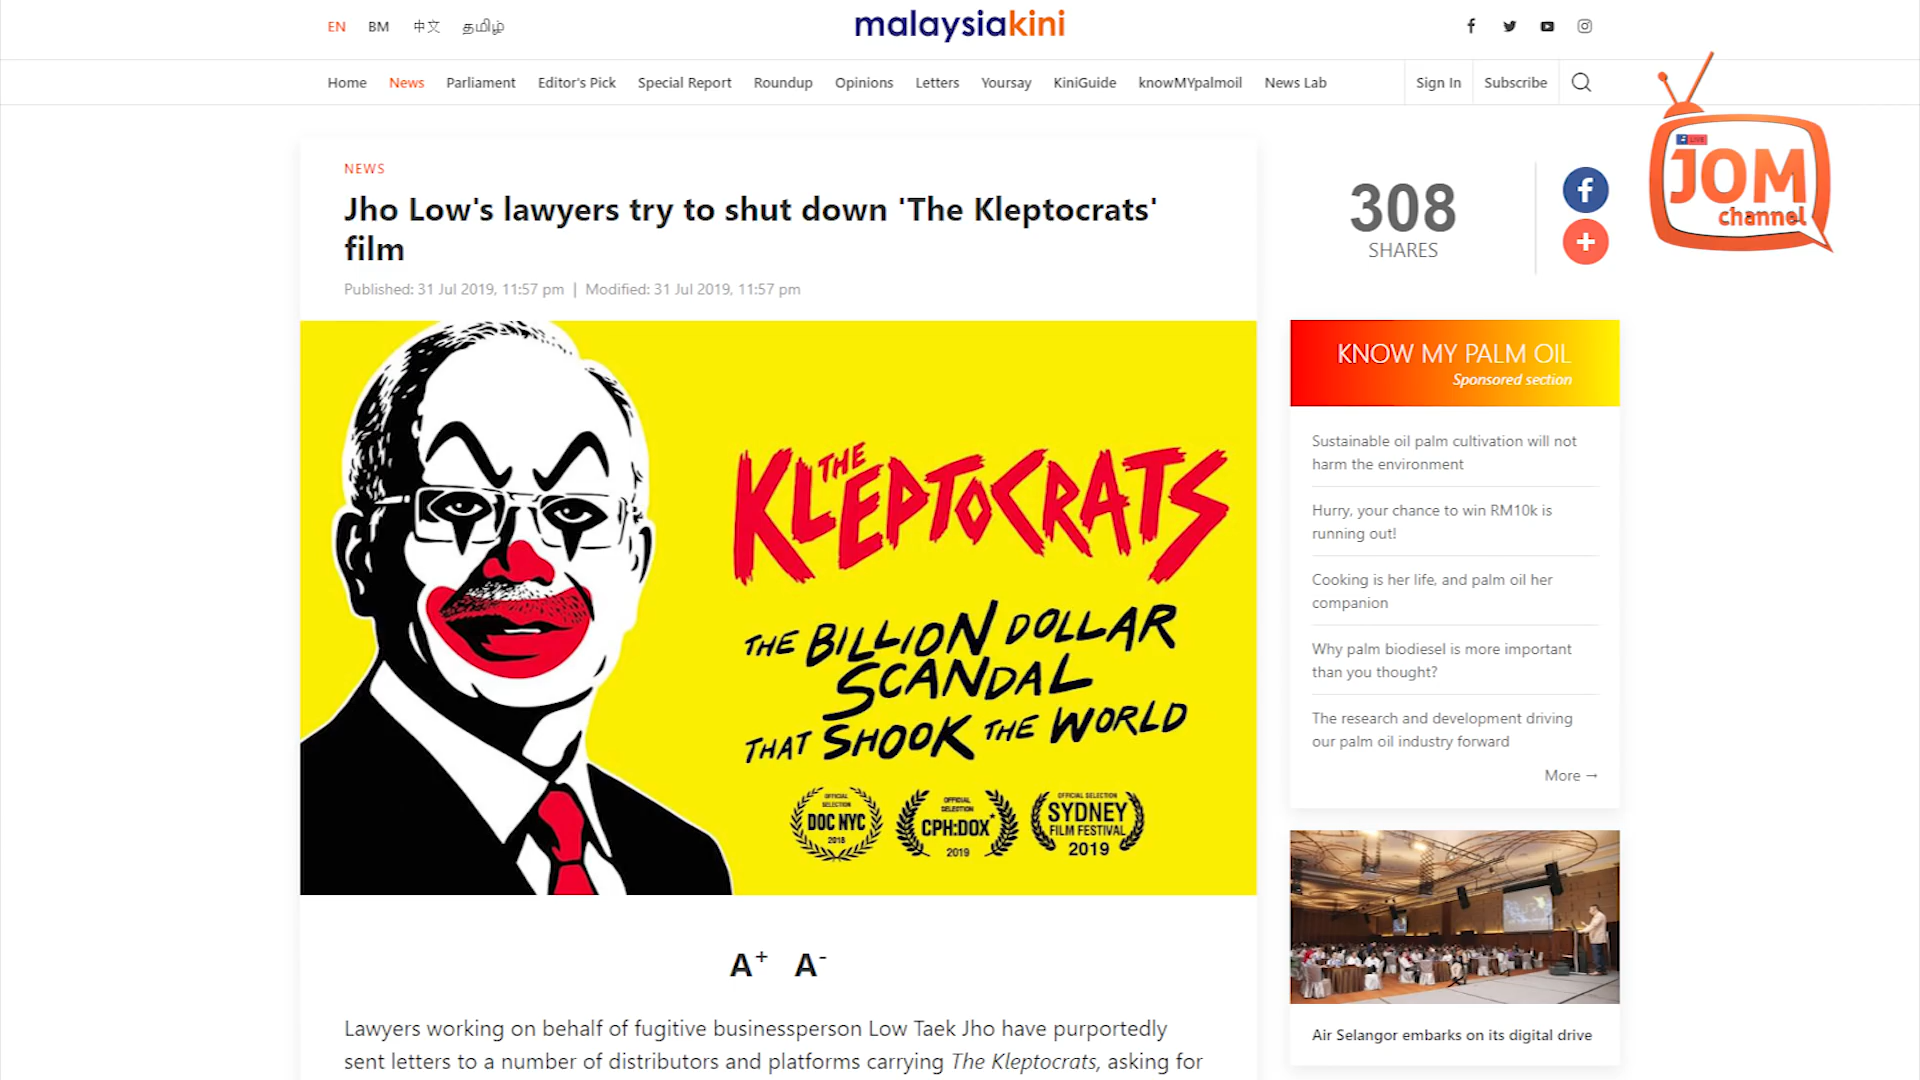 EN BM 中文 தமிழ்
malaysiakini
Home News Parliament Editor's Pick Special Report Roundup Opinions Letters Yoursay KiniGuide knowMYpalmoil News Lab Sign In Subscribe
LIVE
JOM
channel
NEWS
Jho Low's lawyers try to shut down 'The Kleptocrats'
film
Published: 31 Jul 2019, 11:57 pm | Modified: 31 Jul 2019, 11:57 pm
THE
KLEPTOCRATS
THE BILLION DOLLAR
SCANDAL
THAT SHOOK THE WORLD
OFFICIAL
SELECTION
DOC NYC
2018
OFFICIAL
SELECTION
CPH:DOX*
2019
OFFICIAL SELECTION
SYDNEY
FILM FESTIVAL
2019
A+ A-
Lawyers working on behalf of fugitive businessperson Low Taek Jho have purportedly
sent letters to a number of distributors and platforms carrying The Kleptocrats, asking for
308
SHARES
KNOW MY PALM OIL
Sponsored section
Sustainable oil palm cultivation will not
harm the environment
Hurry, your chance to win RM10k is
running out!
Cooking is her life, and palm oil her
companion
Why palm biodiesel is more important
than you thought?
The research and development driving
our palm oil industry forward
More →
Air Selangor embarks on its digital drive